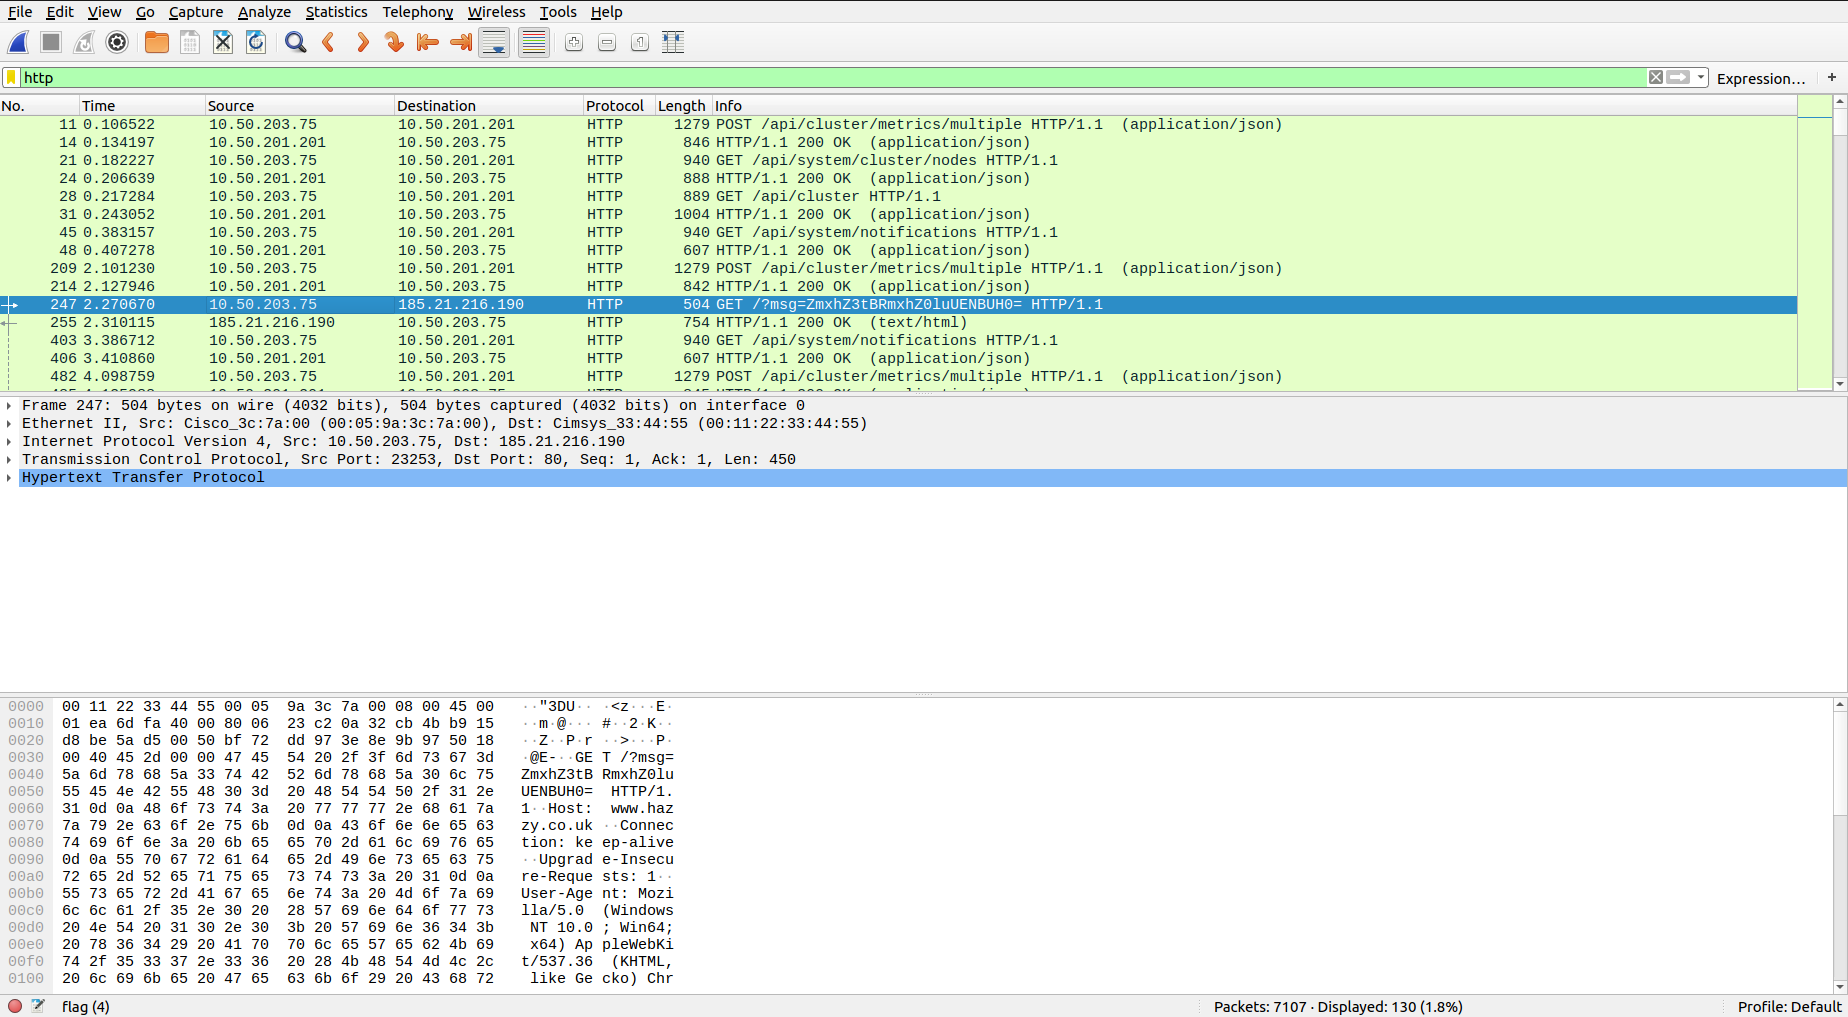 File Edit View Go Capture Analyze Statistics Telephony Wireless Tools Help
http
Expression… +
No. Time Source Destination Protocol Length Info
11 0.106522 10.50.203.75 10.50.201.201 HTTP 1279 POST /api/cluster/metrics/multiple HTTP/1.1  (application/json)
14 0.134197 10.50.201.201 10.50.203.75 HTTP 846 HTTP/1.1 200 OK  (application/json)
21 0.182227 10.50.203.75 10.50.201.201 HTTP 940 GET /api/system/cluster/nodes HTTP/1.1
24 0.206639 10.50.201.201 10.50.203.75 HTTP 888 HTTP/1.1 200 OK  (application/json)
28 0.217284 10.50.203.75 10.50.201.201 HTTP 889 GET /api/cluster HTTP/1.1
31 0.243052 10.50.201.201 10.50.203.75 HTTP 1004 HTTP/1.1 200 OK  (application/json)
45 0.383157 10.50.203.75 10.50.201.201 HTTP 940 GET /api/system/notifications HTTP/1.1
48 0.407278 10.50.201.201 10.50.203.75 HTTP 607 HTTP/1.1 200 OK  (application/json)
209 2.101230 10.50.203.75 10.50.201.201 HTTP 1279 POST /api/cluster/metrics/multiple HTTP/1.1  (application/json)
214 2.127946 10.50.201.201 10.50.203.75 HTTP 842 HTTP/1.1 200 OK  (application/json)
247 2.270670 10.50.203.75 185.21.216.190 HTTP 504 GET /?msg=ZmxhZ3tBRmxhZ0luUENBUH0= HTTP/1.1
255 2.310115 185.21.216.190 10.50.203.75 HTTP 754 HTTP/1.1 200 OK  (text/html)
403 3.386712 10.50.203.75 10.50.201.201 HTTP 940 GET /api/system/notifications HTTP/1.1
406 3.410860 10.50.201.201 10.50.203.75 HTTP 607 HTTP/1.1 200 OK  (application/json)
482 4.098759 10.50.203.75 10.50.201.201 HTTP 1279 POST /api/cluster/metrics/multiple HTTP/1.1  (application/json)
Frame 247: 504 bytes on wire (4032 bits), 504 bytes captured (4032 bits) on interface 0
Ethernet II, Src: Cisco_3c:7a:00 (00:05:9a:3c:7a:00), Dst: Cimsys_33:44:55 (00:11:22:33:44:55)
Internet Protocol Version 4, Src: 10.50.203.75, Dst: 185.21.216.190
Transmission Control Protocol, Src Port: 23253, Dst Port: 80, Seq: 1, Ack: 1, Len: 450
Hypertext Transfer Protocol
0000 00 11 22 33 44 55 00 05 9a 3c 7a 00 08 00 45 00 ··"3DU·· ·<z···E·
0010 01 ea 6d fa 40 00 80 06 23 c2 0a 32 cb 4b b9 15 ··m·@··· #··2·K··
0020 d8 be 5a d5 00 50 bf 72 dd 97 3e 8e 9b 97 50 18 ··Z··P·r ··>···P·
0030 00 40 45 2d 00 00 47 45 54 20 2f 3f 6d 73 67 3d ·@E-··GE T /?msg=
0040 5a 6d 78 68 5a 33 74 42 52 6d 78 68 5a 30 6c 75 ZmxhZ3tB RmxhZ0lu
0050 55 45 4e 42 55 48 30 3d 20 48 54 54 50 2f 31 2e UENBUH0=  HTTP/1.
0060 31 0d 0a 48 6f 73 74 3a 20 77 77 77 2e 68 61 7a 1··Host:  www.haz
0070 7a 79 2e 63 6f 2e 75 6b 0d 0a 43 6f 6e 6e 65 63 zy.co.uk ··Connec
0080 74 69 6f 6e 3a 20 6b 65 65 70 2d 61 6c 69 76 65 tion: ke ep-alive
0090 0d 0a 55 70 67 72 61 64 65 2d 49 6e 73 65 63 75 ··Upgrad e-Insecu
00a0 72 65 2d 52 65 71 75 65 73 74 73 3a 20 31 0d 0a re-Reque sts: 1··
00b0 55 73 65 72 2d 41 67 65 6e 74 3a 20 4d 6f 7a 69 User-Age nt: Mozi
00c0 6c 6c 61 2f 35 2e 30 20 28 57 69 6e 64 6f 77 73 lla/5.0  (Windows
00d0 20 4e 54 20 31 30 2e 30 3b 20 57 69 6e 36 34 3b  NT 10.0 ; Win64;
00e0 20 78 36 34 29 20 41 70 70 6c 65 57 65 62 4b 69  x64) Ap pleWebKi
00f0 74 2f 35 33 37 2e 33 36 20 28 4b 48 54 4d 4c 2c t/537.36  (KHTML,
0100 20 6c 69 6b 65 20 47 65 63 6b 6f 29 20 43 68 72  like Ge cko) Chr
flag (4) Packets: 7107 · Displayed: 130 (1.8%) Profile: Default